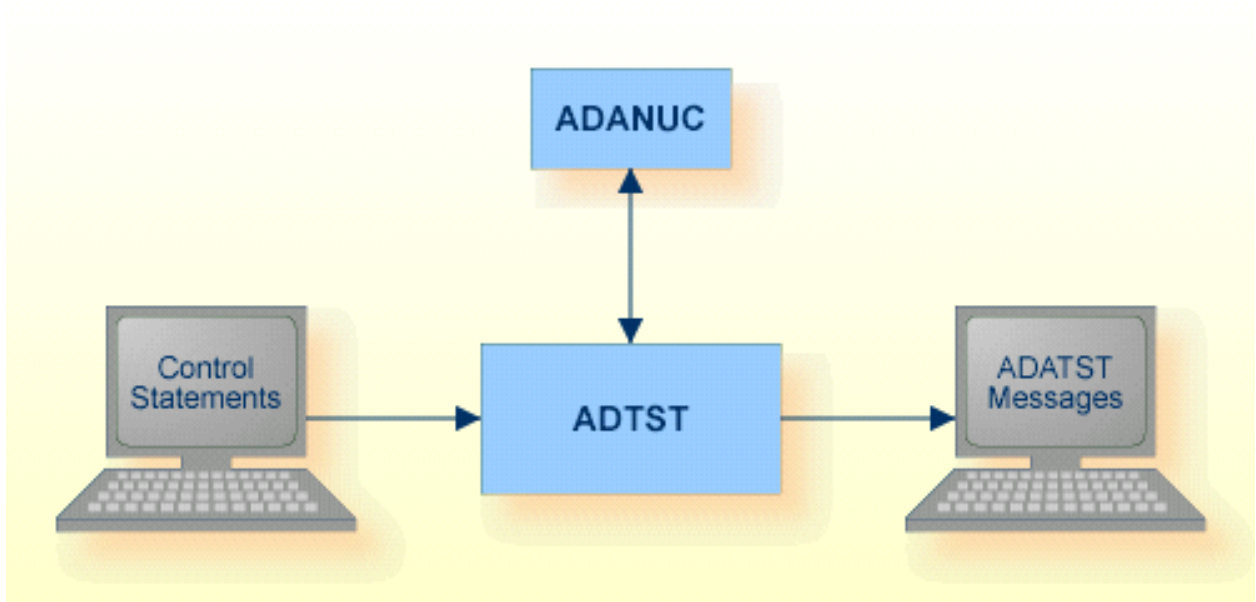 ADANUC
Control
Statements
ADTST
ADATST
Messages